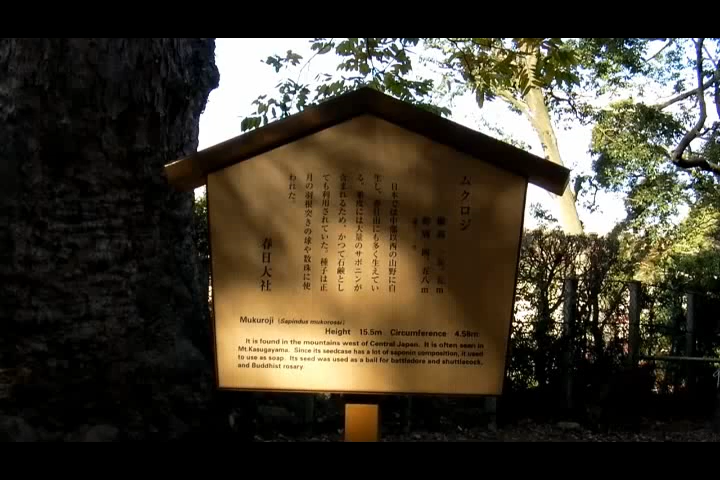 ムクロジ
樹高 一五．五m
幹周 四．五八m
日本では中部以西の山野に自
生し、春日山にも多く生えてい
る。果皮には大量のサポニンが
含まれるため、かつて石鹸とし
ても利用されていた。種子は正
月の羽根突きの球や数珠に使
われた。
春日大社
Mukuroji (Sapindus mukorossi)
Height 15.5m Circumference 4.58m
It is found in the mountains west of Central Japan. It is often seen in
Mt.Kasugayama. Since its seedcase has a lot of saponin composition, it used
to use as soap. Its seed was used as a ball for battledore and shuttlesock,
and Buddhist rosary.